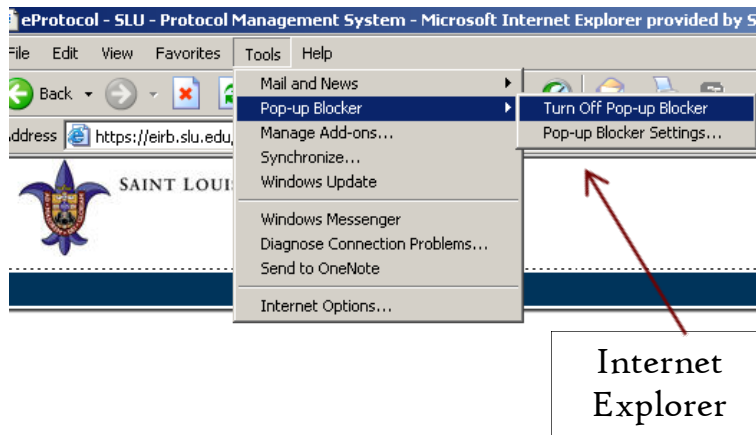 eProtocol - SLU - Protocol Management System - Microsoft Internet Explorer provided by S
File Edit View Favorites Tools Help
Back
Mail and News
Pop-up Blocker
Turn Off Pop-up Blocker
Address https://eirb.slu.edu
Manage Add-ons...
Pop-up Blocker Settings...
Synchronize...
SAINT LOUI
Windows Update
Windows Messenger
Diagnose Connection Problems...
Send to OneNote
Internet Options...
Internet
Explorer